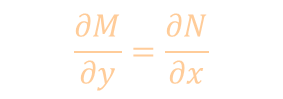 ∂M/∂y = ∂N/∂x